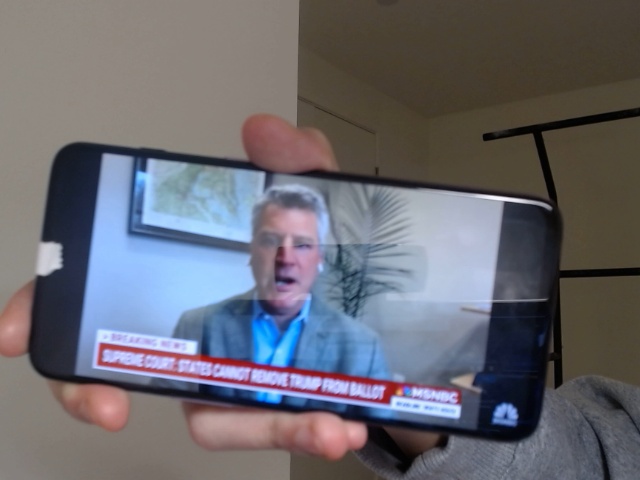 BREAKING NEWS
SUPREME COURT: STATES CANNOT REMOVE TRUMP FROM BALLOT
MSNBC